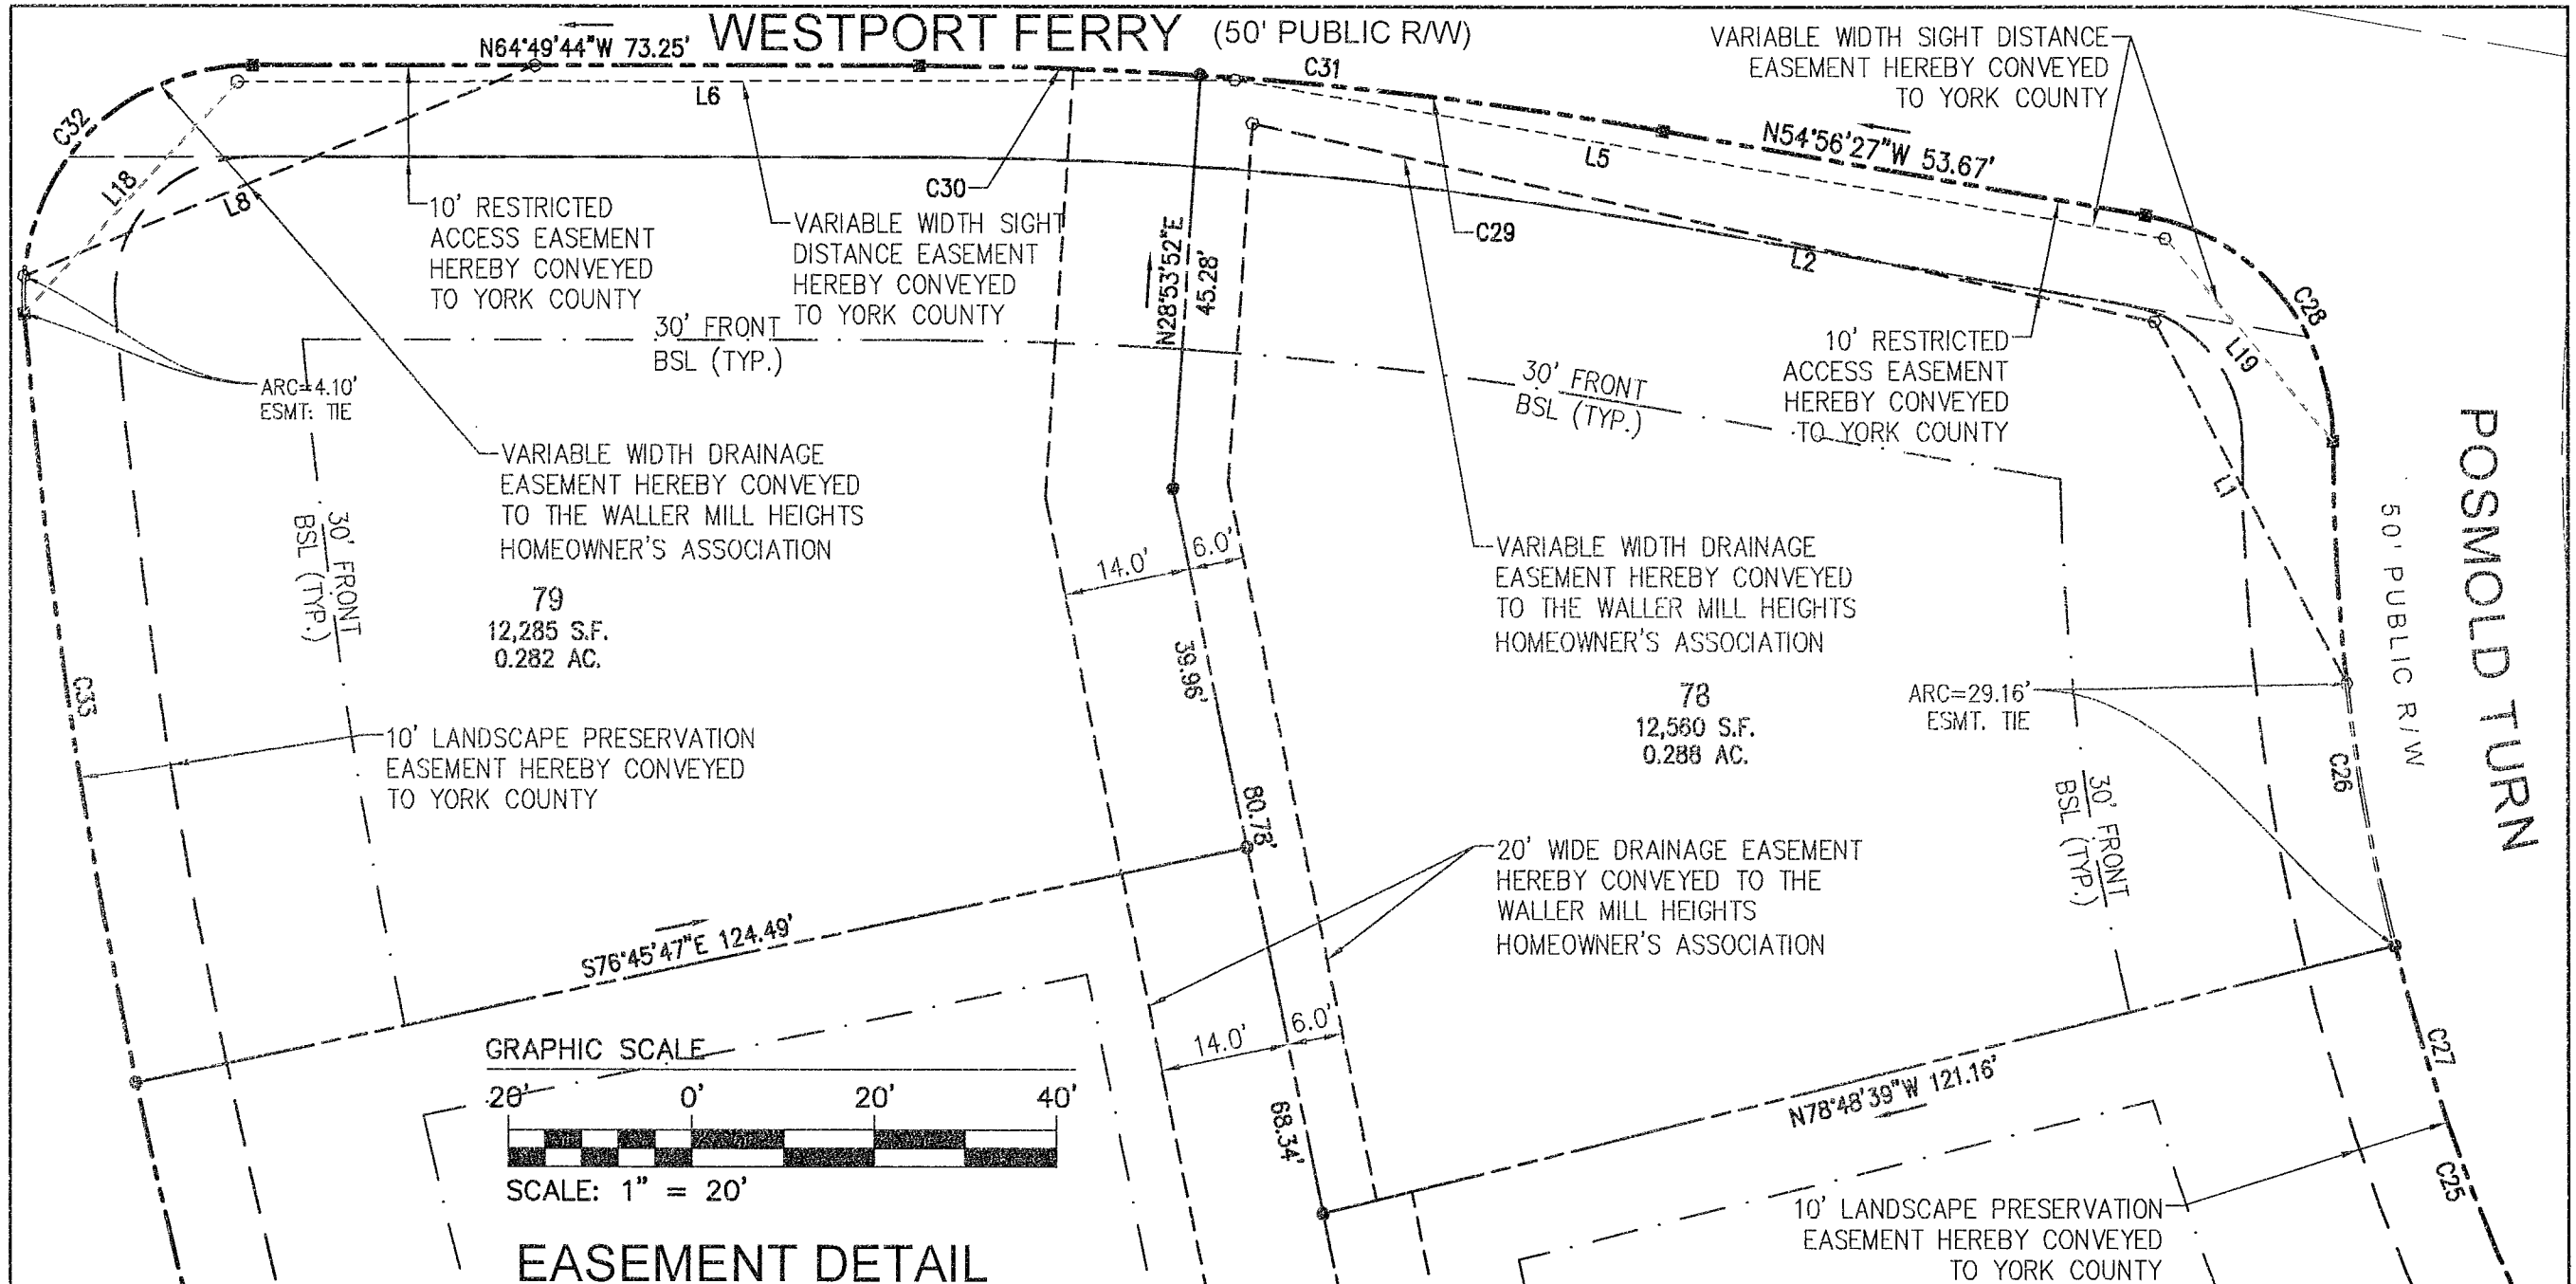 WESTPORT FERRY (50' PUBLIC R/W)
N64°49'44"W 73.25'
C31
VARIABLE WIDTH SIGHT DISTANCE
EASEMENT HEREBY CONVEYED
TO YORK COUNTY
C32
L6
L18
L8
L5
N54°56'27"W 53.67'
C30
C29
L2
C28
L19
L1
10' RESTRICTED
ACCESS EASEMENT
HEREBY CONVEYED
TO YORK COUNTY
VARIABLE WIDTH SIGHT
DISTANCE EASEMENT
HEREBY CONVEYED
TO YORK COUNTY
N28°53'52"E
45.28'
30' FRONT
BSL (TYP.)
30' FRONT
BSL (TYP.)
10' RESTRICTED
ACCESS EASEMENT
HEREBY CONVEYED
TO YORK COUNTY
ARC=4.10'
ESMT. TIE
VARIABLE WIDTH DRAINAGE
EASEMENT HEREBY CONVEYED
TO THE WALLER MILL HEIGHTS
HOMEOWNER'S ASSOCIATION
30' FRONT
BSL (TYP.)
79
12,285 S.F.
0.282 AC.
14.0'
6.0'
39.96'
80.78'
VARIABLE WIDTH DRAINAGE
EASEMENT HEREBY CONVEYED
TO THE WALLER MILL HEIGHTS
HOMEOWNER'S ASSOCIATION
78
12,560 S.F.
0.288 AC.
ARC=29.16'
ESMT. TIE
POSMOLD TURN
50' PUBLIC R/W
C33
C26
10' LANDSCAPE PRESERVATION
EASEMENT HEREBY CONVEYED
TO YORK COUNTY
30' FRONT
BSL (TYP.)
20' WIDE DRAINAGE EASEMENT
HEREBY CONVEYED TO THE
WALLER MILL HEIGHTS
HOMEOWNER'S ASSOCIATION
S76°45'47"E 124.49'
14.0'
6.0'
68.34'
N78°48'39"W 121.16'
C27
C25
GRAPHIC SCALE
20' 0' 20' 40'
SCALE: 1" = 20'
EASEMENT DETAIL
10' LANDSCAPE PRESERVATION
EASEMENT HEREBY CONVEYED
TO YORK COUNTY